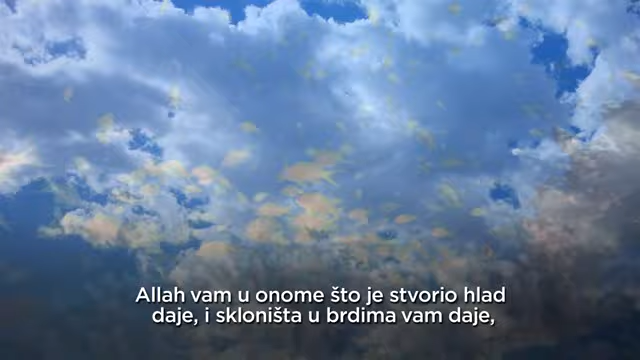 Allah vam u onome što je stvorio hlad
daje, i skloništa u brdima vam daje,